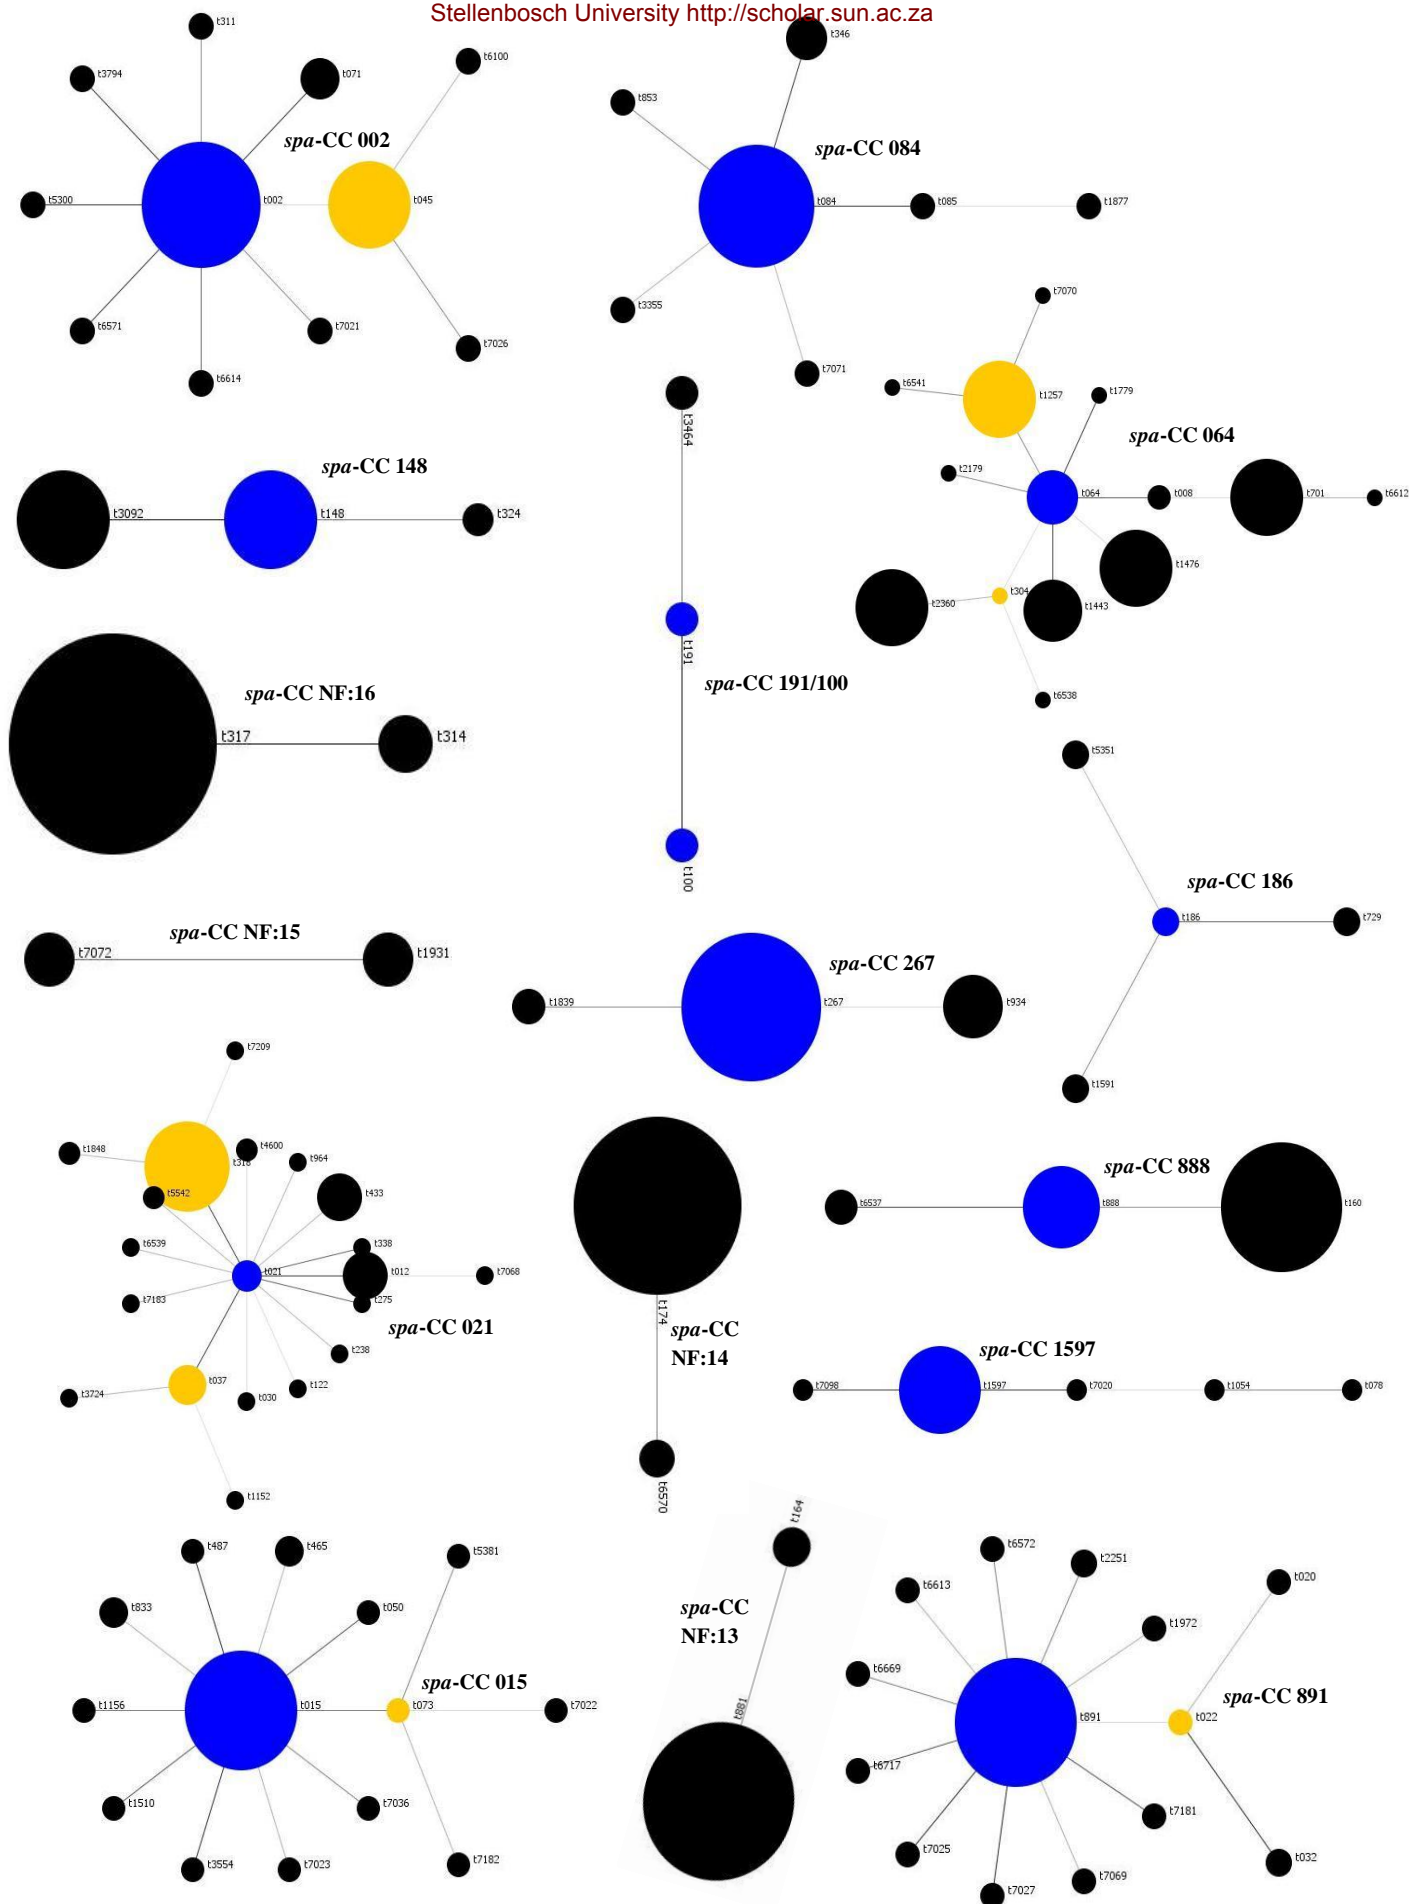 Stellenbosch University http://scholar.sun.ac.za
t311
t3794
t071
t6100
spa-CC 002
t5300
t002
t045
t6571
t7021
t7026
t6614
t346
t853
spa-CC 084
t084
t085
t1877
t3355
t7071
t7070
t6541
t1257
t1779
spa-CC 064
t2179
t064
t008
t701
t6612
t1476
t2360
t304
t1443
t6538
spa-CC 148
t3092
t148
t324
t3464
t191
spa-CC 191/100
t100
spa-CC NF:16
t317
t314
t5351
spa-CC 186
t186
t729
t1591
spa-CC NF:15
t7072
t1931
spa-CC 267
t1839
t267
t934
t7209
t1848
t318
t4600
t964
t5542
t433
t6539
t338
t021
t012
t7068
t7183
t275
spa-CC 021
t238
t037
t3724
t030
t122
t1152
t174
spa-CC
NF:14
t6570
spa-CC 888
t6537
t888
t160
spa-CC 1597
t7098
t1597
t7020
t1054
t078
t487
t465
t5381
t833
t050
spa-CC 015
t1156
t015
t073
t7022
t1510
t7036
t3554
t7023
t7182
t164
spa-CC
NF:13
t881
t6572
t2251
t020
t6613
t1972
t6669
spa-CC 891
t891
t022
t6717
t7181
t7025
t7069
t032
t7027